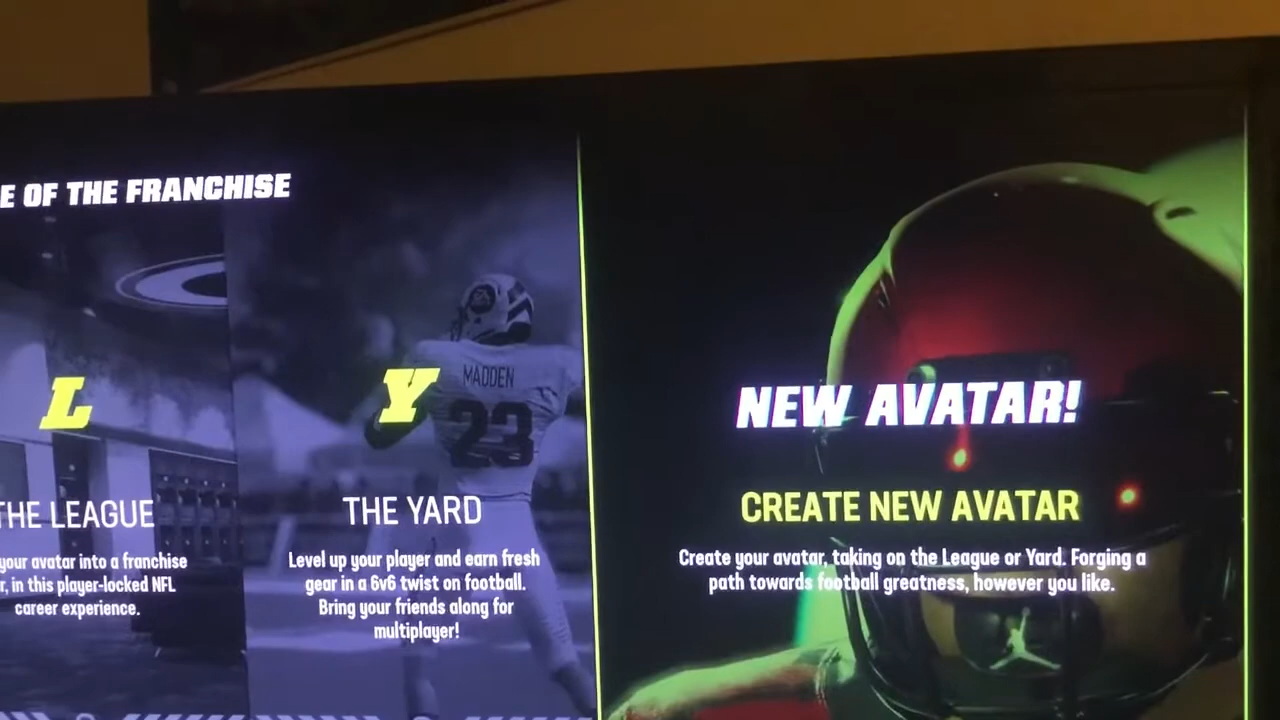 E OF THE FRANCHISE
L
THE LEAGUE
your avatar into a franchise
r, in this player-locked NFL
career experience.
MADDEN
23
Y
THE YARD
Level up your player and earn fresh
gear in a 6v6 twist on football.
Bring your friends along for
multiplayer!
NEW AVATAR!
CREATE NEW AVATAR
Create your avatar, taking on the League or Yard. Forging a
path towards football greatness, however you like.